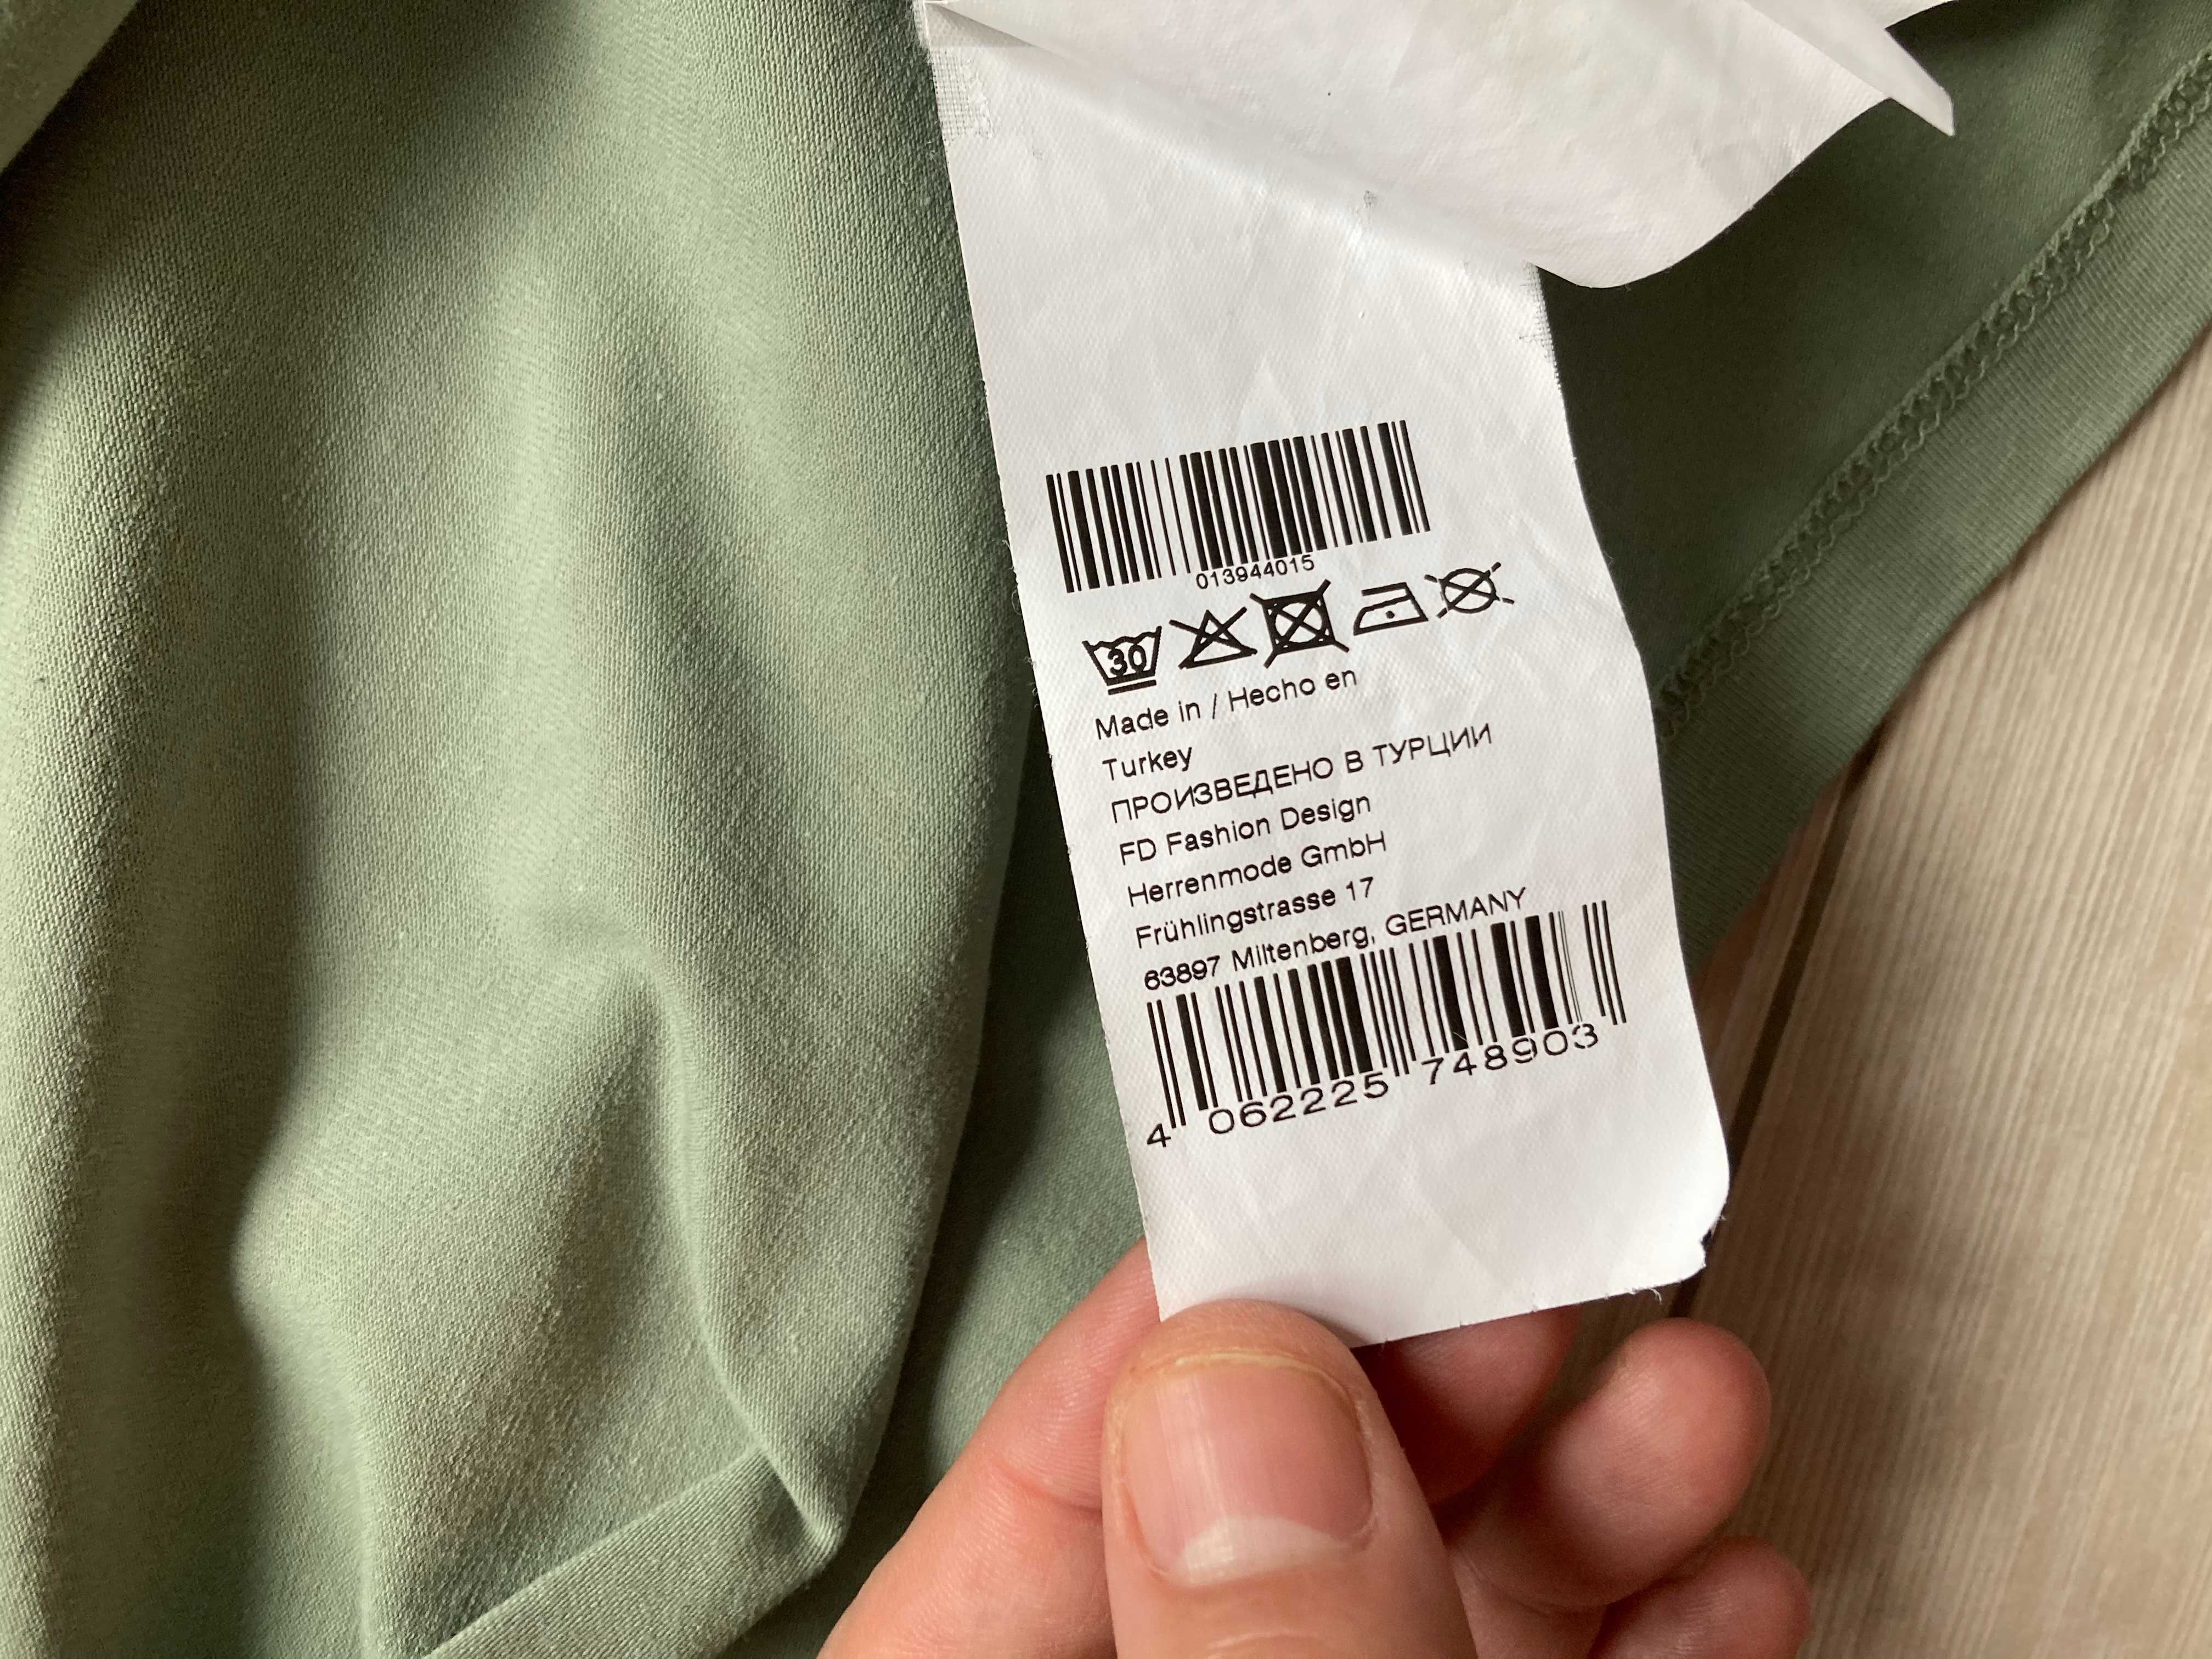 013944015
30
Made in / Hecho en
Turkey
ПРОИЗВЕДЕНО В ТУРЦИИ
FD Fashion Design
Herrenmode GmbH
Frühlingstrasse 17
63897 Miltenberg, GERMANY
4 062225 748903